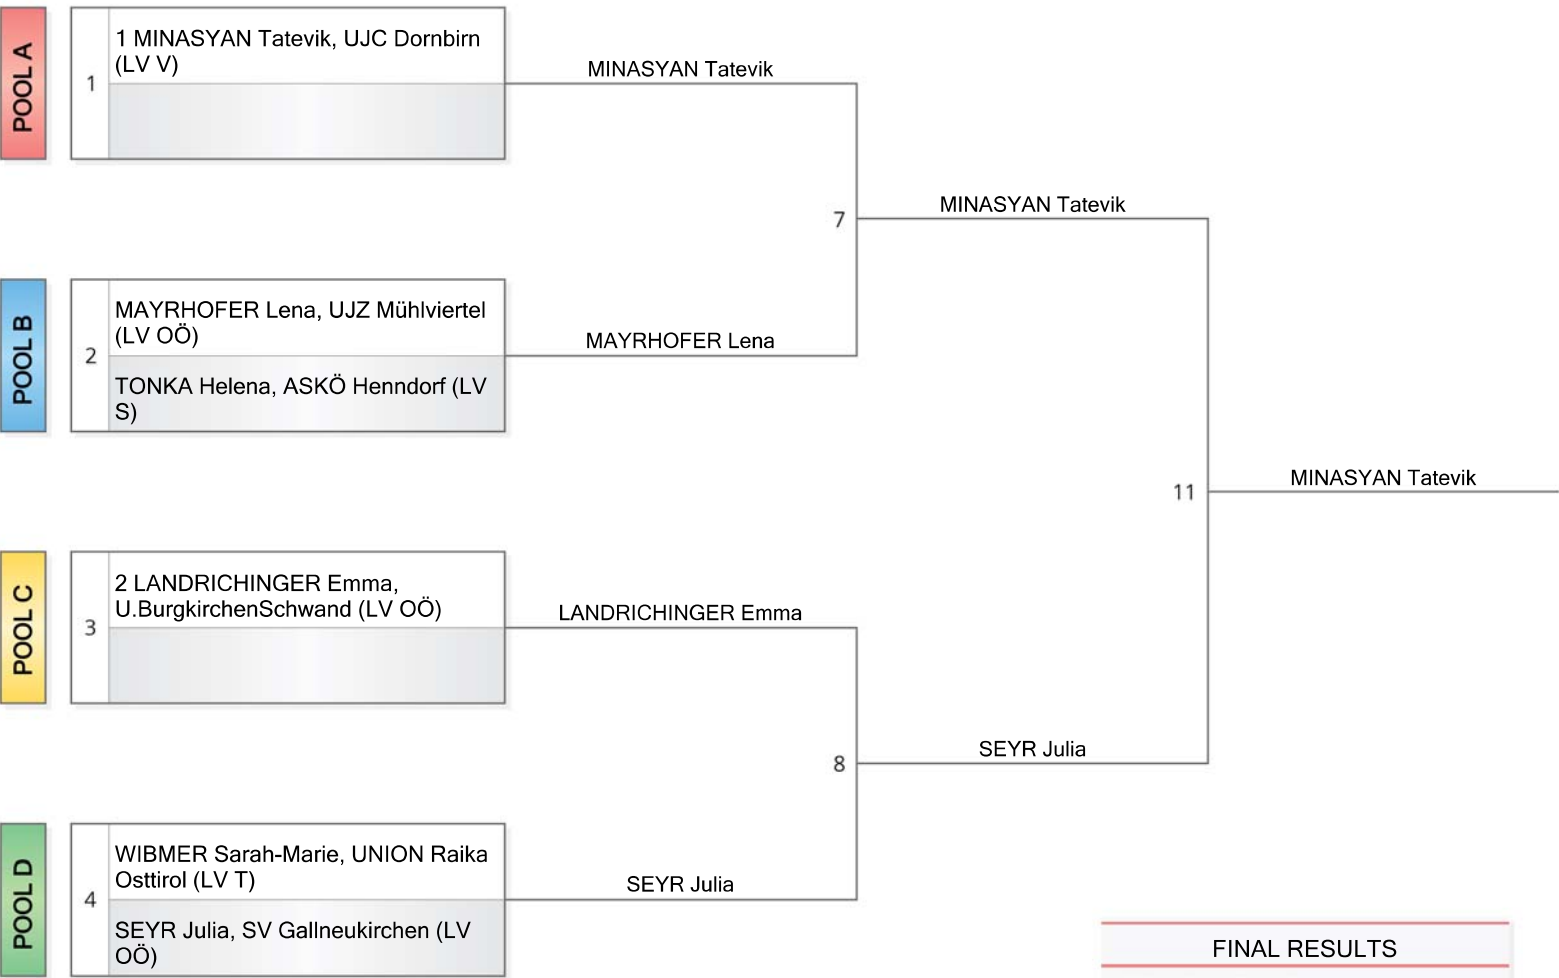 POOL A
1
1 MINASYAN Tatevik, UJC Dornbirn
(LV V)
MINASYAN Tatevik
7
MINASYAN Tatevik
POOL B
2
MAYRHOFER Lena, UJZ Mühlviertel
(LV OÖ)
TONKA Helena, ASKÖ Henndorf (LV
S)
MAYRHOFER Lena
11
MINASYAN Tatevik
POOL C
3
2 LANDRICHINGER Emma,
U.BurgkirchenSchwand (LV OÖ)
LANDRICHINGER Emma
8
SEYR Julia
POOL D
4
WIBMER Sarah-Marie, UNION Raika
Osttirol (LV T)
SEYR Julia, SV Gallneukirchen (LV
OÖ)
SEYR Julia
FINAL RESULTS